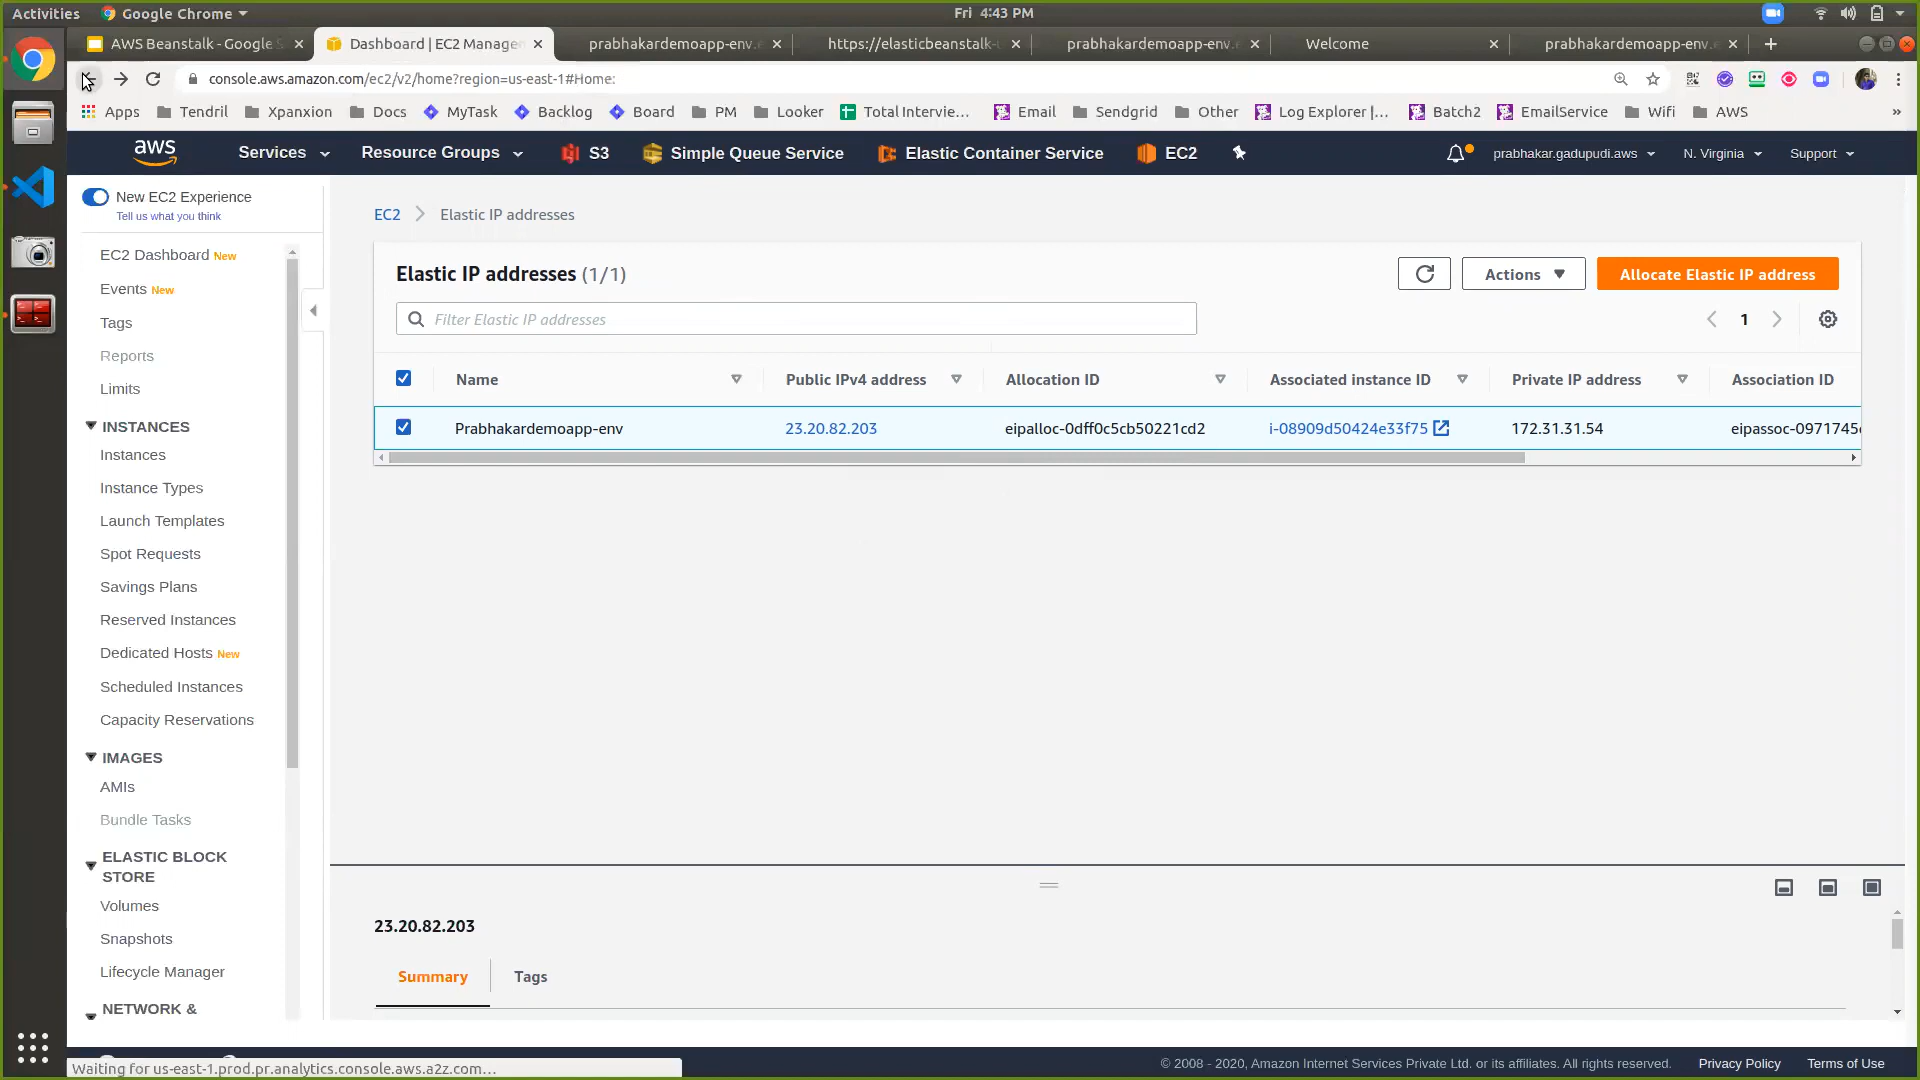 Activities
Google Chrome
Fri 4:43 PM
AWS Beanstalk - Google S
Dashboard | EC2 Manage
prabhakardemoapp-env.
https://elasticbeanstalk-
prabhakardemoapp-env.
Welcome
prabhakardemoapp-env.
console.aws.amazon.com/ec2/v2/home?region=us-east-1#Home:
Apps
Tendril
Xpanxion
Docs
MyTask
Backlog
Board
PM
Looker
Total Intervie...
Email
Sendgrid
Other
Log Explorer |...
Batch2
EmailService
Wifi
AWS
»
aws
Services
Resource Groups
S3
Simple Queue Service
Elastic Container Service
EC2
prabhakar.gadupudi.aws
N. Virginia
Support
New EC2 Experience
Tell us what you think
EC2 Dashboard New
Events New
Tags
Reports
Limits
INSTANCES
Instances
Instance Types
Launch Templates
Spot Requests
Savings Plans
Reserved Instances
Dedicated Hosts New
Scheduled Instances
Capacity Reservations
IMAGES
AMIs
Bundle Tasks
ELASTIC BLOCK
STORE
Volumes
Snapshots
Lifecycle Manager
NETWORK &
EC2 > Elastic IP addresses
Elastic IP addresses (1/1)
Actions
Allocate Elastic IP address
Filter Elastic IP addresses
1
Name
Public IPv4 address
Allocation ID
Associated instance ID
Private IP address
Association ID
Prabhakardemoapp-env
23.20.82.203
eipalloc-0dff0c5cb50221cd2
i-08909d50424e33f75
172.31.31.54
eipassoc-0971745
23.20.82.203
Summary
Tags
Waiting for us-east-1.prod.pr.analytics.console.aws.a2z.com...
© 2008 - 2020, Amazon Internet Services Private Ltd. or its affiliates. All rights reserved.
Privacy Policy
Terms of Use